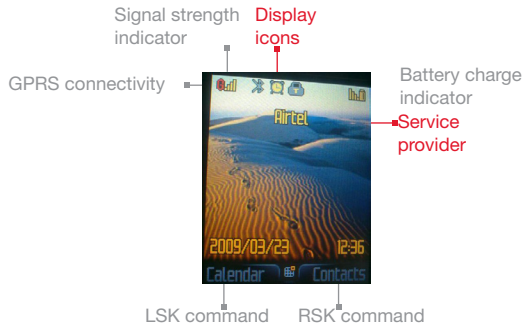 Signal strength
indicator
Display
icons
GPRS connectivity
Battery charge
indicator
Airtel
Service
provider
2009/03/23
12:36
Calendar
Contacts
LSK command
RSK command